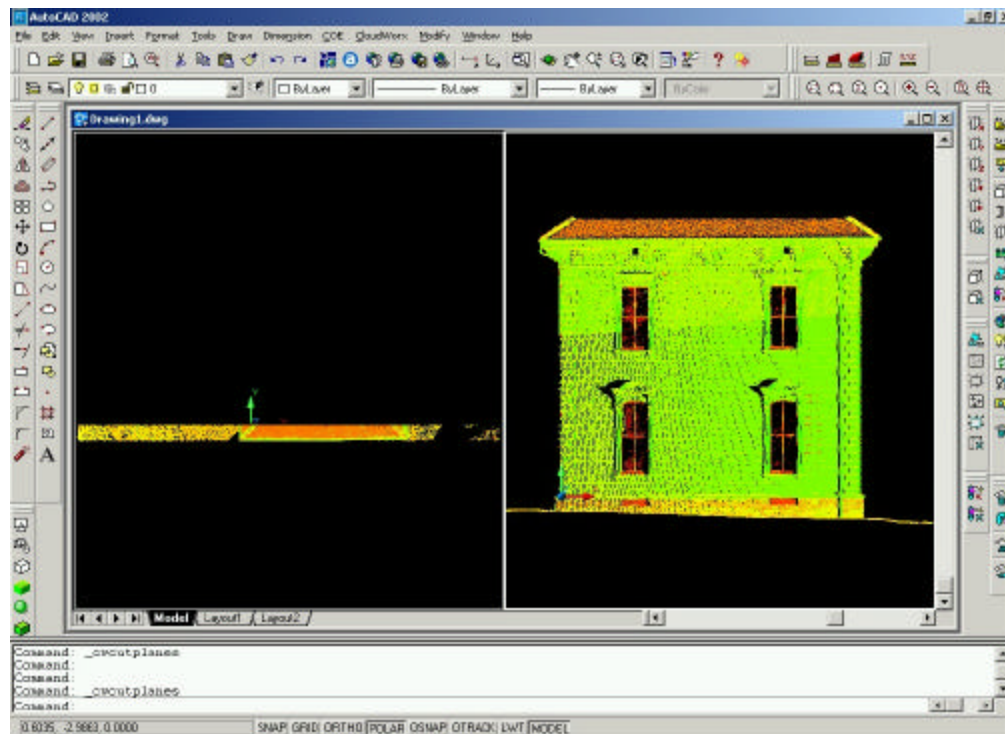 AutoCAD 2002
File Edit View Insert Format Tools Draw Dimension COE CloudWorx Modify Window Help
0 ByLayer ByLayer ByLayer ByColor
Drawing1.dwg
Y
A
Model Layout1 Layout2
Command: _cwcutplanes
Command:
Command:
Command: _cwcutplanes
Command:
0.6035, -2.9863, 0.0000 SNAP GRID ORTHO POLAR OSNAP OTRACK LWT MODEL